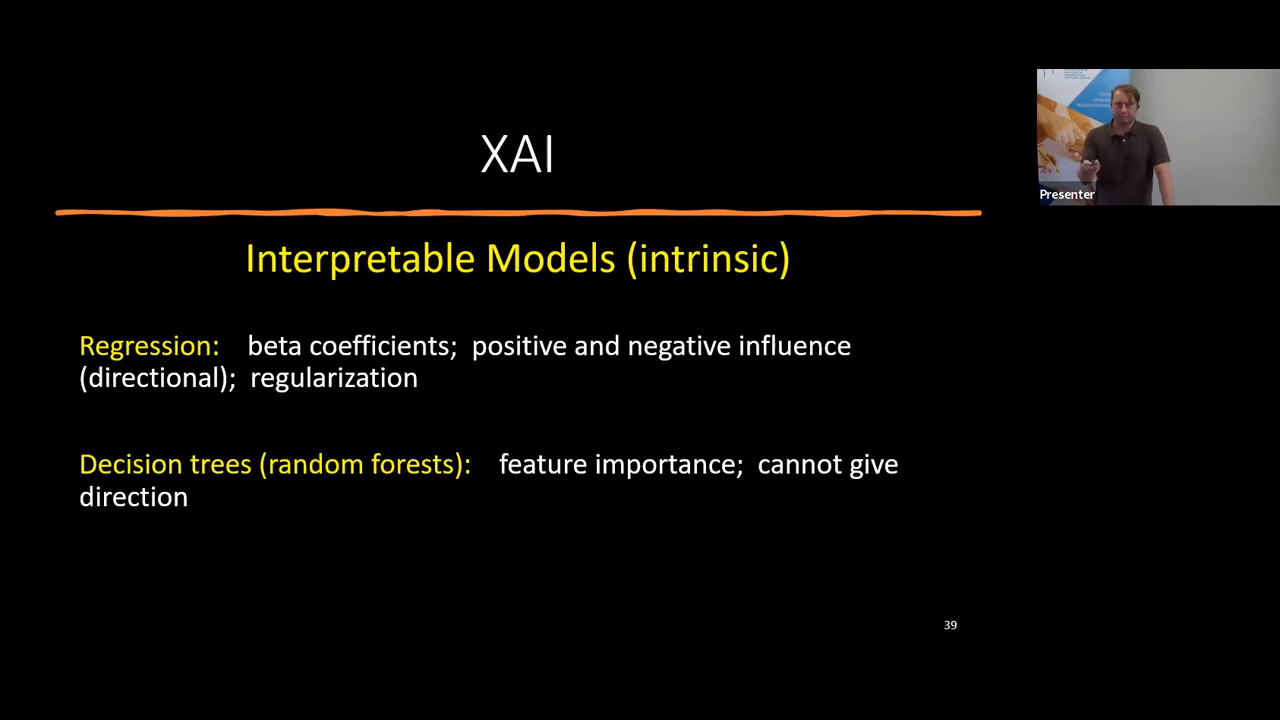 XAI
Interpretable Models (intrinsic)
Regression: beta coefficients; positive and negative influence
(directional); regularization
Decision trees (random forests): feature importance; cannot give
direction
39
Presenter